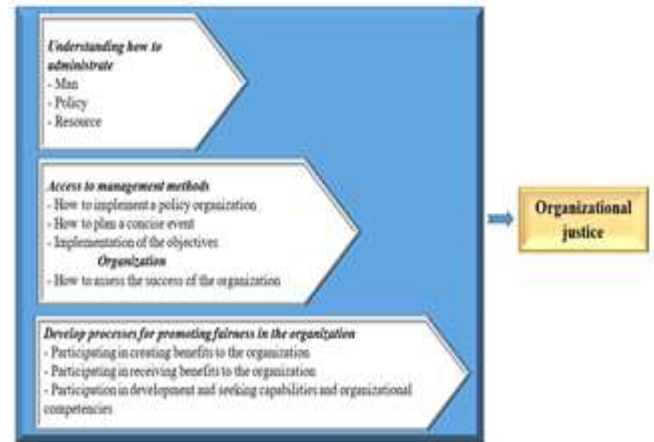 Understanding how to
administrate
- Man
- Policy
- Resource
Access to management methods
- How to implement a policy organization
- How to plan a concise event
- Implementation of the objectives
Organization
- How to assess the success of the organization
Develop processes for promoting fairness in the organization
- Participating in creating benefits to the organization
- Participating in receiving benefits to the organization
- Participation in development and seeking capabilities and organizational
competencies
Organizational
justice